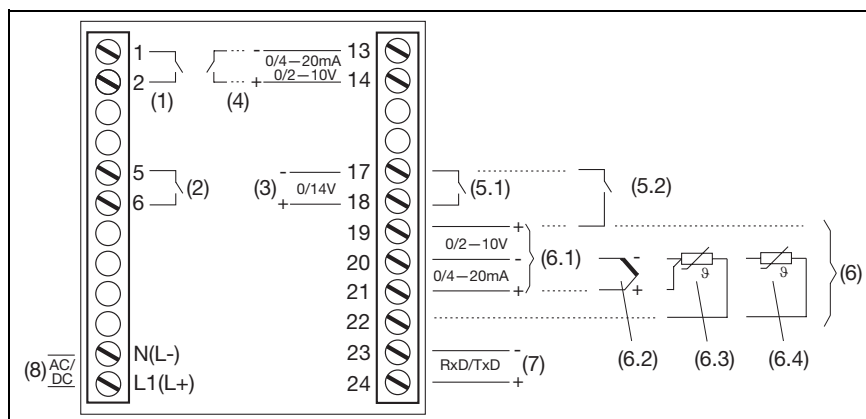 1 - 13
0/4—20mA
2 (1) (4) + 0/2—10V 14
5 (2) (3) - 0/14V 17 (5.1) (5.2)
6 + 18
19 +
0/2—10V (6.1)
20 - - ϑ ϑ (6)
0/4—20mA
21 + +
22
(6.2) (6.3) (6.4)
(8) AC/DC N(L-) 23 - RxD/TxD (7)
L1(L+) 24 +